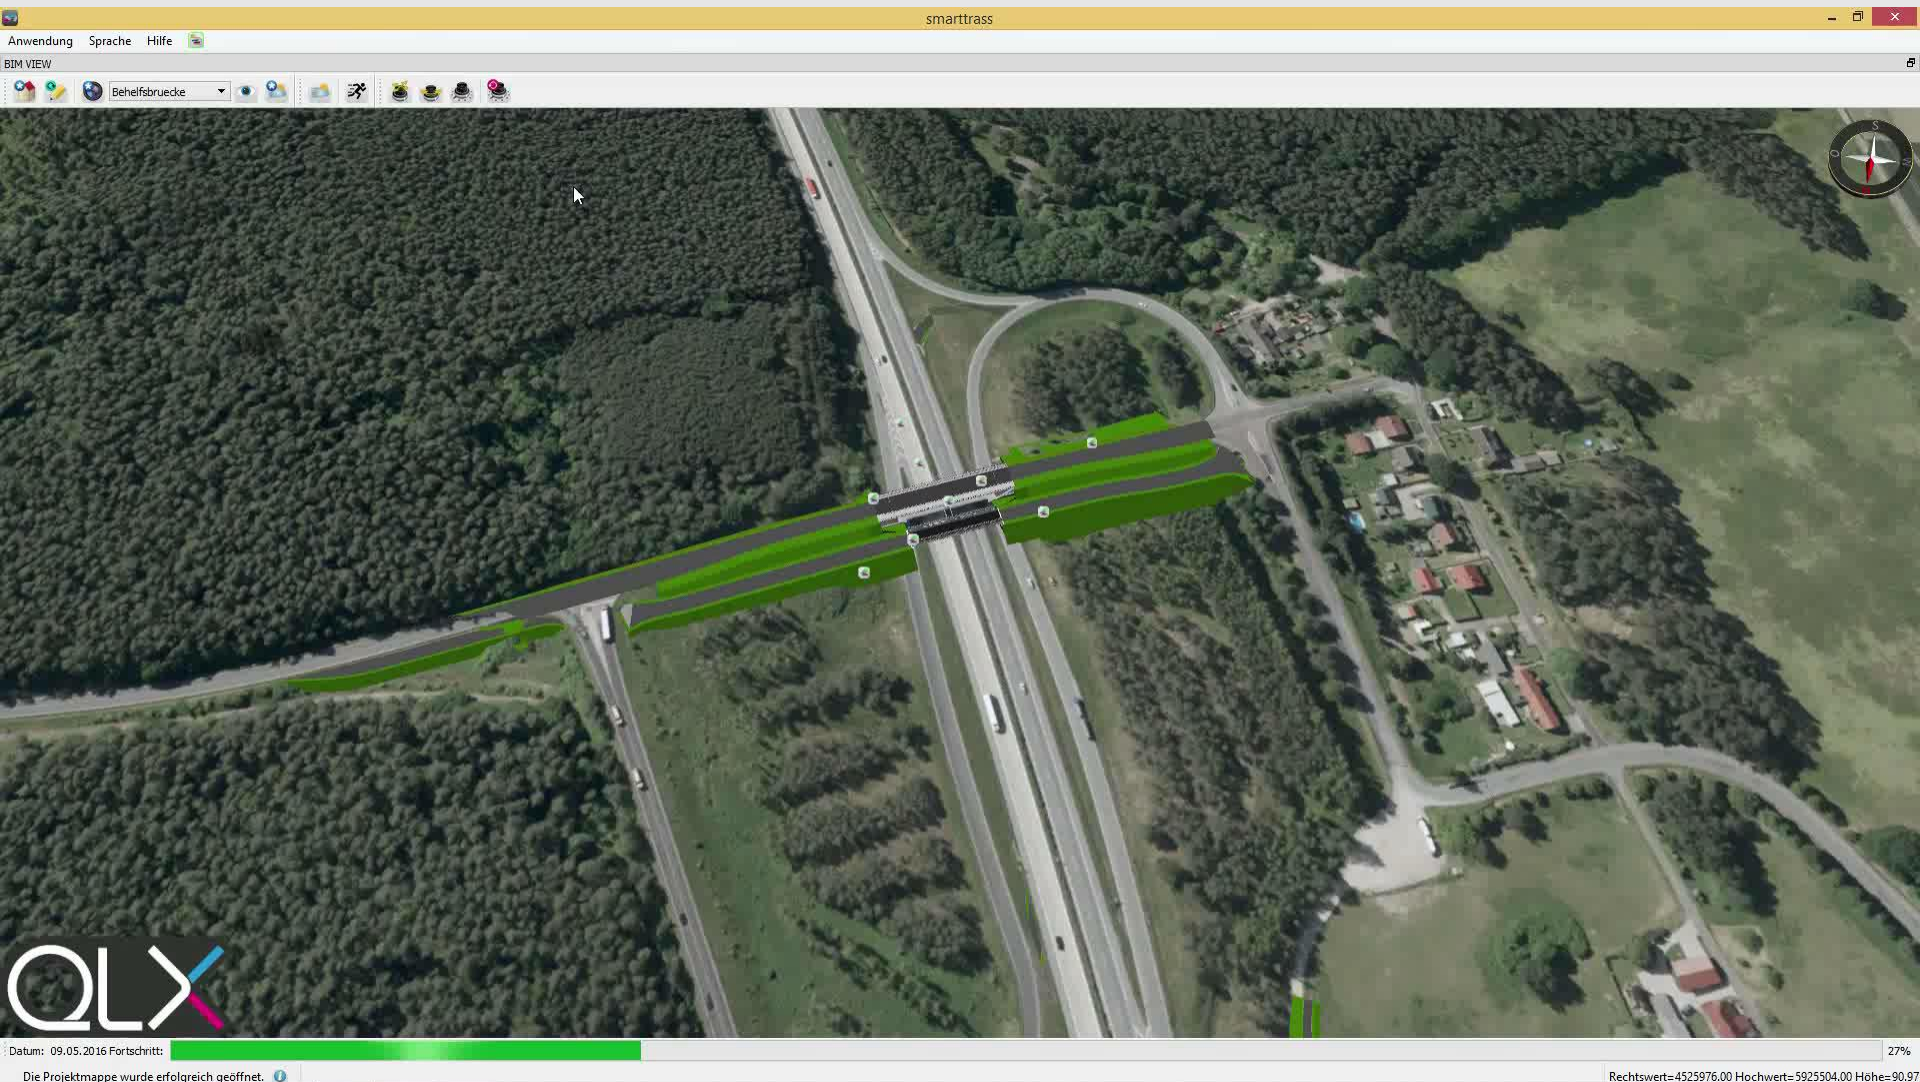 smarttrass
Anwendung Sprache Hilfe
BIM VIEW
Behelfsbruecke
S
O W
QLX
Datum: 09.05.2016 Fortschritt: 27%
Die Projektmappe wurde erfolgreich geöffnet. Rechtswert=4525976.00 Hochwert=5925504.00 Höhe=90.97